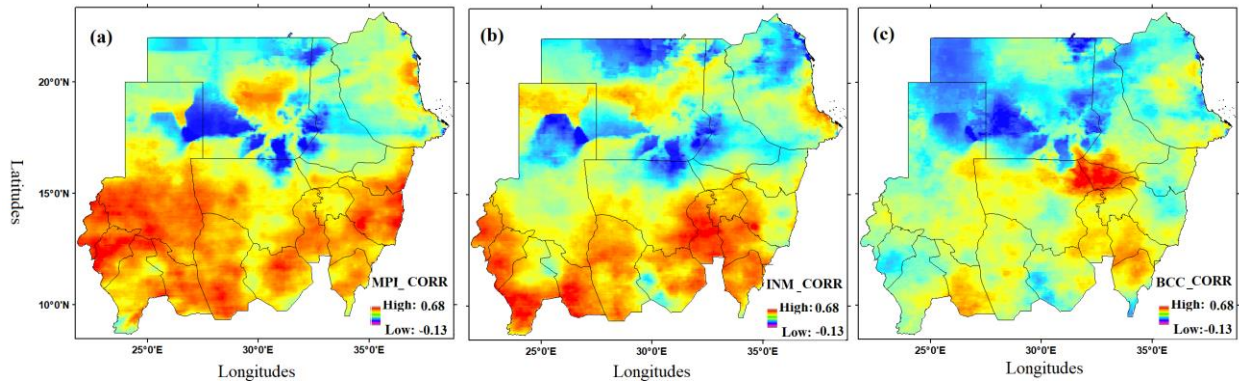 (a)
(b)
(c)
20°0'N
15°0'N
10°0'N
Latitudes
MPI_CORR
High: 0.68
Low: -0.13
INM_CORR
High: 0.68
Low: -0.13
BCC_CORR
High: 0.68
Low: -0.13
25°0'E 30°0'E 35°0'E
25°0'E 30°0'E 35°0'E
25°0'E 30°0'E 35°0'E
Longitudes
Longitudes
Longitudes